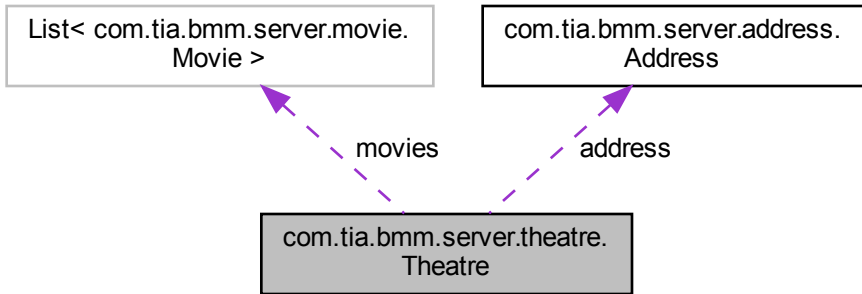 List< com.tia.bmm.server.movie.
Movie >
com.tia.bmm.server.address.
Address
movies
address
com.tia.bmm.server.theatre.
Theatre